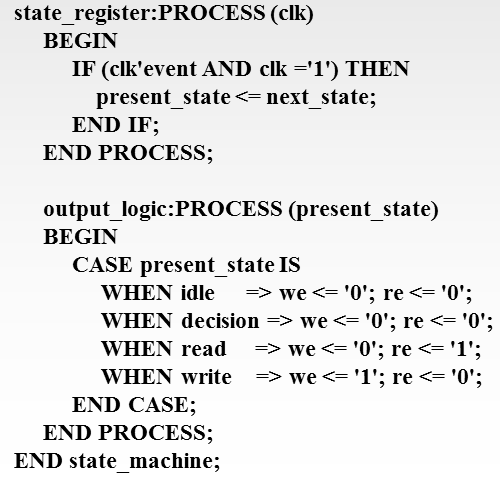 state_register:PROCESS (clk)
BEGIN
IF (clk'event AND clk ='1') THEN
present_state <= next_state;
END IF;
END PROCESS;
output_logic:PROCESS (present_state)
BEGIN
CASE present_state IS
WHEN idle => we <= '0'; re <= '0';
WHEN decision => we <= '0'; re <= '0';
WHEN read => we <= '0'; re <= '1';
WHEN write => we <= '1'; re <= '0';
END CASE;
END PROCESS;
END state_machine;